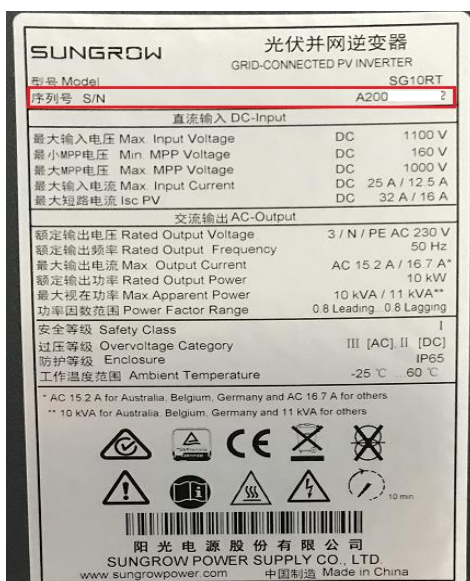 SUNGROW 光伏并网逆变器
GRID-CONNECTED PV INVERTER
型号 Model SG10RT
序列号 S/N A200 2
直流输入 DC-Input
最大输入电压 Max. Input Voltage DC 1100 V
最小MPP电压 Min. MPP Voltage DC 160 V
最大MPP电压 Max. MPP Voltage DC 1000 V
最大输入电流 Max. Input Current DC 25 A / 12.5 A
最大短路电流 Isc PV DC 32 A / 16 A
交流输出 AC-Output
额定输出电压 Rated Output Voltage 3 / N / PE AC 230 V
额定输出频率 Rated Output Frequency 50 Hz
最大输出电流 Max. Output Current AC 15.2 A / 16.7 A*
额定输出功率 Rated Output Power 10 kW
最大视在功率 Max.Apparent Power 10 kVA / 11 kVA**
功率因数范围 Power Factor Range 0.8 Leading...0.8 Lagging
安全等级 Safety Class I
过压等级 Overvoltage Category III [AC], II [DC]
防护等级 Enclosure IP65
工作温度范围 Ambient Temperature -25 ℃ ...60 ℃
* AC 15.2 A for Australia, Belgium, Germany and AC 16.7 A for others
** 10 kVA for Australia, Belgium, Germany and 11 kVA for others
CE
10 min
阳光电源股份有限公司
SUNGROW POWER SUPPLY CO., LTD.
www.sungrowpower.com 中国制造 Made in China